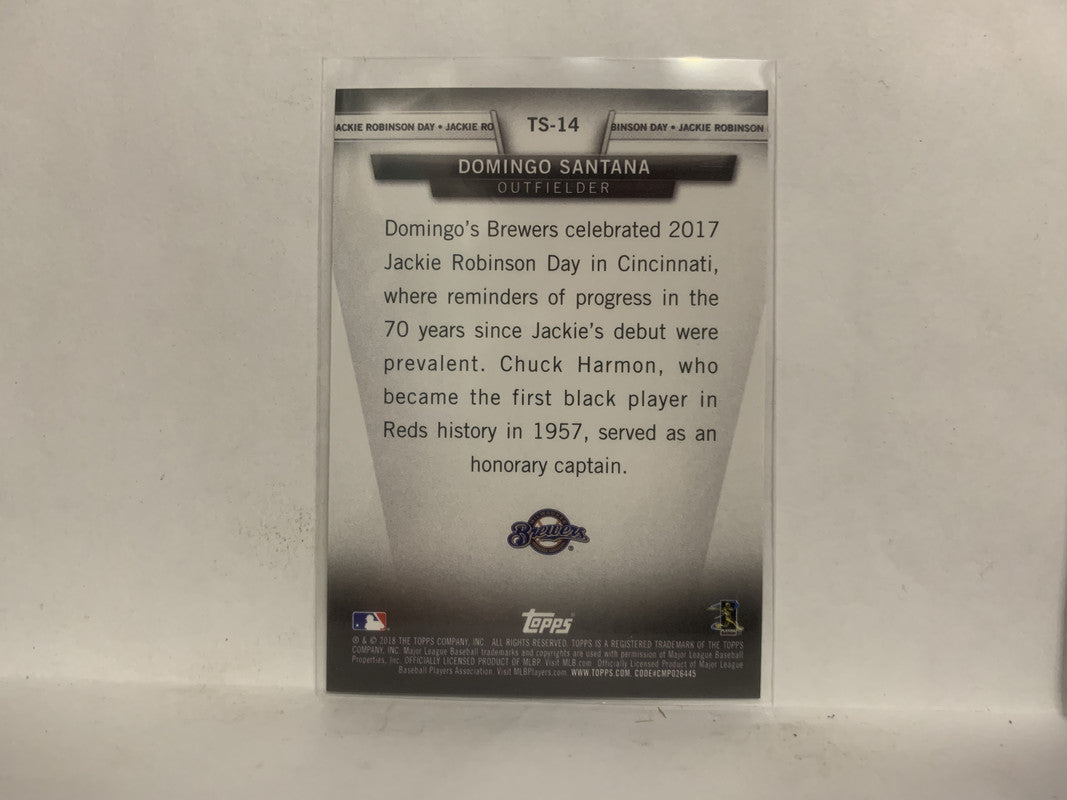 ACKIE ROBINSON DAY • JACKIE RO TS-14 BINSON DAY • JACKIE ROBINSON
DOMINGO SANTANA
OUTFIELDER
Domingo's Brewers celebrated 2017
Jackie Robinson Day in Cincinnati,
where reminders of progress in the
70 years since Jackie's debut were
prevalent. Chuck Harmon, who
became the first black player in
Reds history in 1957, served as an
honorary captain.
Brewers ®
Topps
® & © 2018 THE TOPPS COMPANY, INC. ALL RIGHTS RESERVED. TOPPS IS A REGISTERED TRADEMARK OF THE TOPPS
COMPANY, INC. Major League Baseball trademarks and copyrights are used with permission of Major League Baseball
Properties, Inc. OFFICIALLY LICENSED PRODUCT OF MLBP. Visit MLB.com Officially Licensed Product of Major League
Baseball Players Association. Visit MLBPlayers.com. WWW.TOPPS.COM. CODE#CMP026445